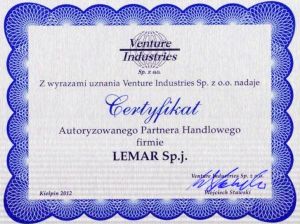 Venture
Industries
Sp. z o.o.
Z wyrazami uznania Venture Industries Sp. z o.o. nadaje
Certyfikat
Autoryzowanego Partnera Handlowego
firmie
LEMAR Sp.j.
Venture Industries Sp. z o.o.
Kiełpin 2012
Wojciech Stawski